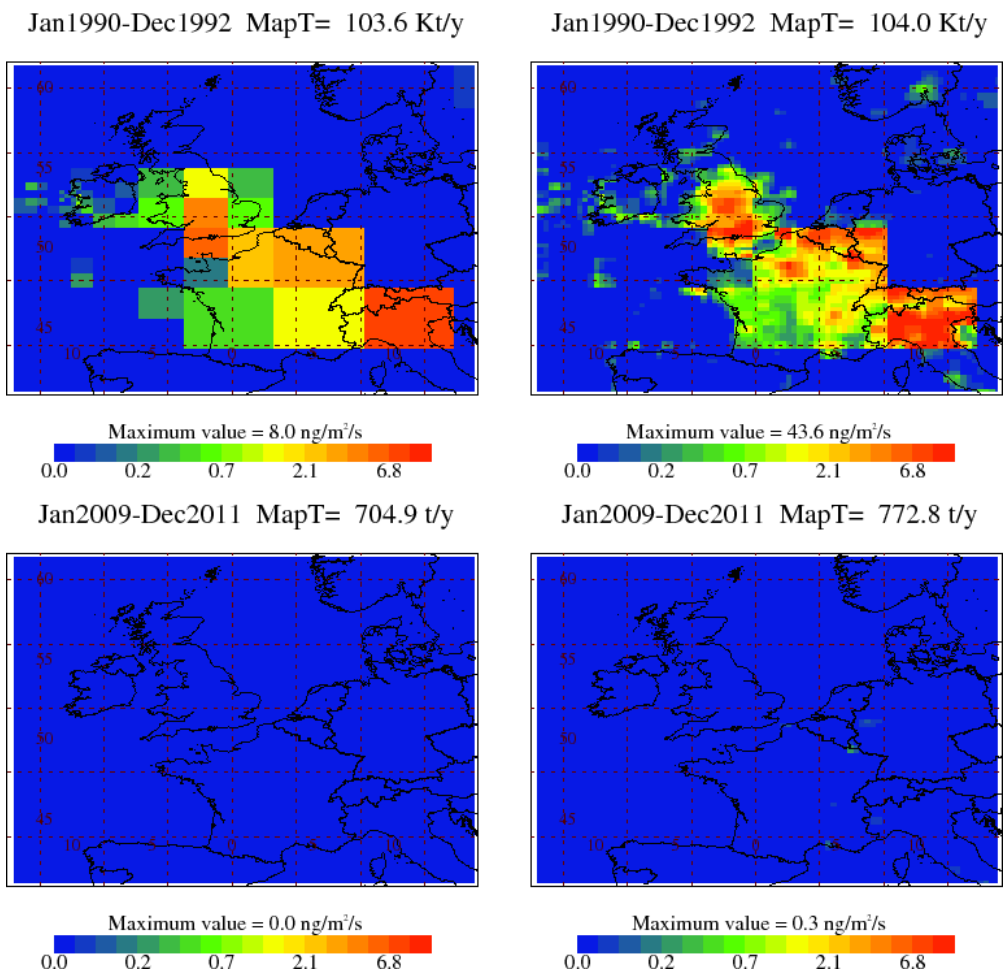 Jan1990-Dec1992 MapT= 103.6 Kt/y
60
55
50
45
10 5 0 10
Maximum value = 8.0 ng/m²/s
0.0 0.2 0.7 2.1 6.8
Jan1990-Dec1992 MapT= 104.0 Kt/y
60
55
50
45
10 5 0 10
Maximum value = 43.6 ng/m²/s
0.0 0.2 0.7 2.1 6.8
Jan2009-Dec2011 MapT= 704.9 t/y
60
55
50
45
10 5 0 10
Maximum value = 0.0 ng/m²/s
0.0 0.2 0.7 2.1 6.8
Jan2009-Dec2011 MapT= 772.8 t/y
60
55
50
45
10 5 0 10
Maximum value = 0.3 ng/m²/s
0.0 0.2 0.7 2.1 6.8